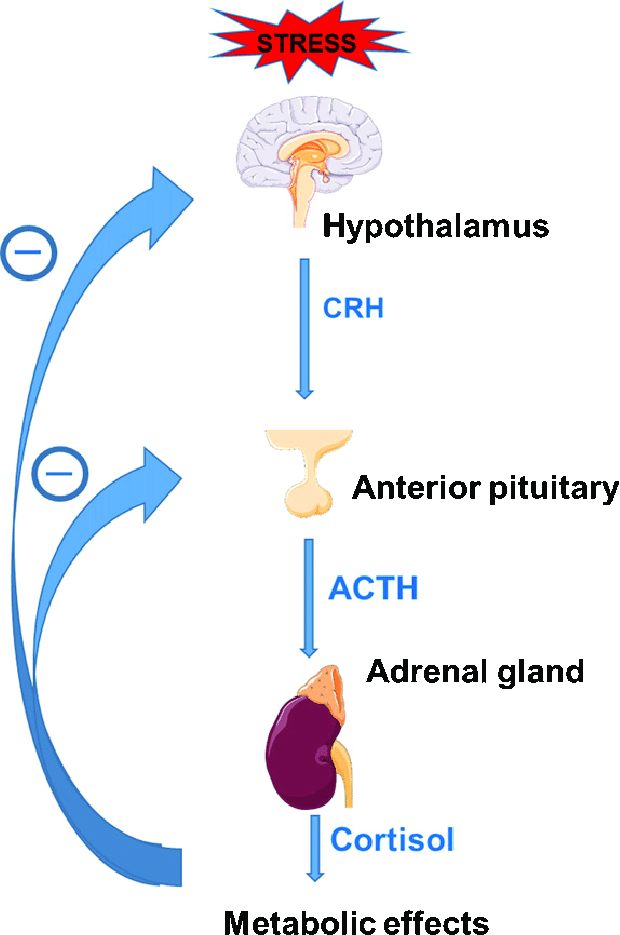 STRESS
Hypothalamus
CRH
Anterior pituitary
ACTH
Adrenal gland
Cortisol
Metabolic effects